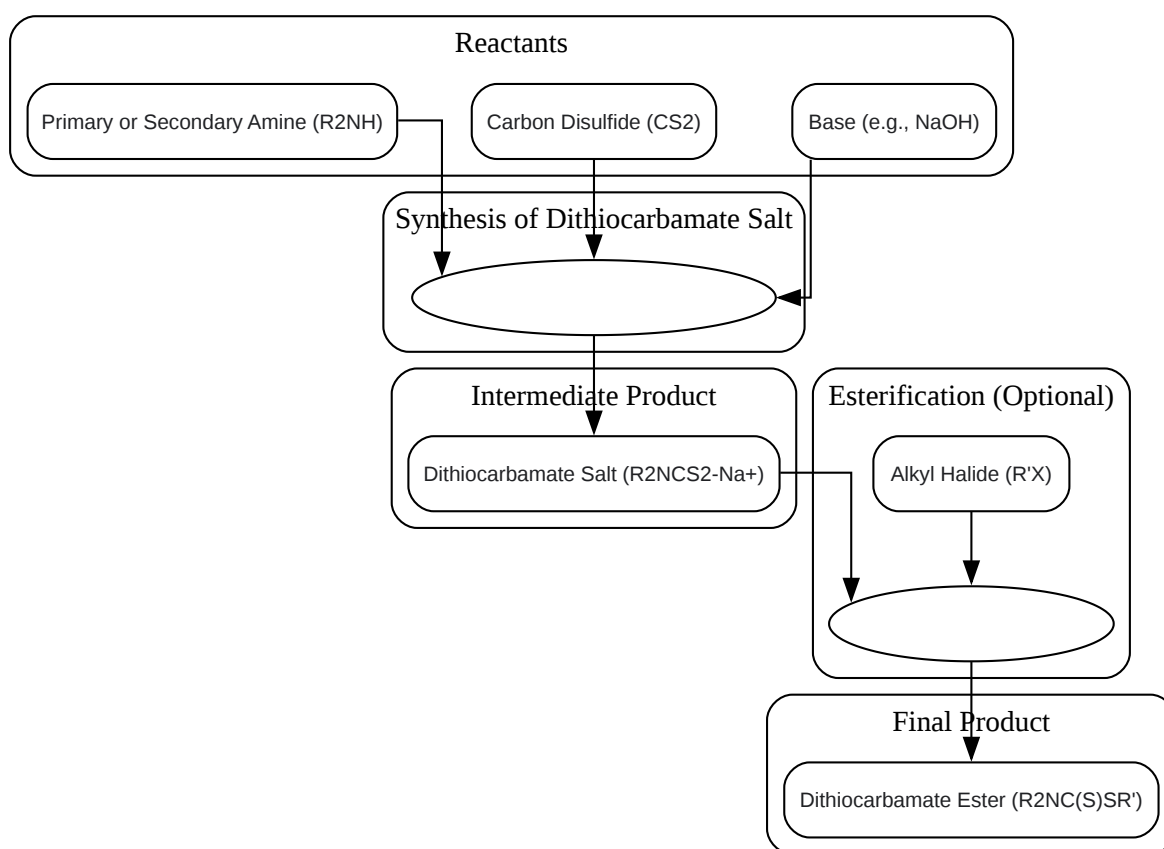 Reactants
Primary or Secondary Amine (R2NH)
Carbon Disulfide (CS2)
Base (e.g., NaOH)
Synthesis of Dithiocarbamate Salt
Intermediate Product
Esterification (Optional)
Dithiocarbamate Salt (R2NCS2-Na+)
Alkyl Halide (R'X)
Final Product
Dithiocarbamate Ester (R2NC(S)SR')